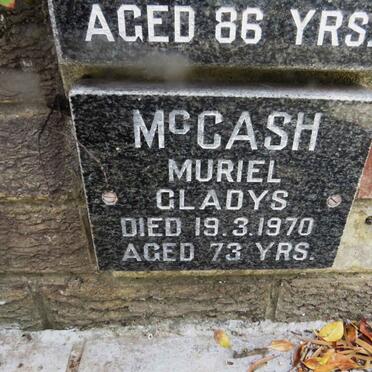 AGED 86 YRS.
McCASH
MURIEL
GLADYS
DIED 19.3.1970
AGED 73 YRS.